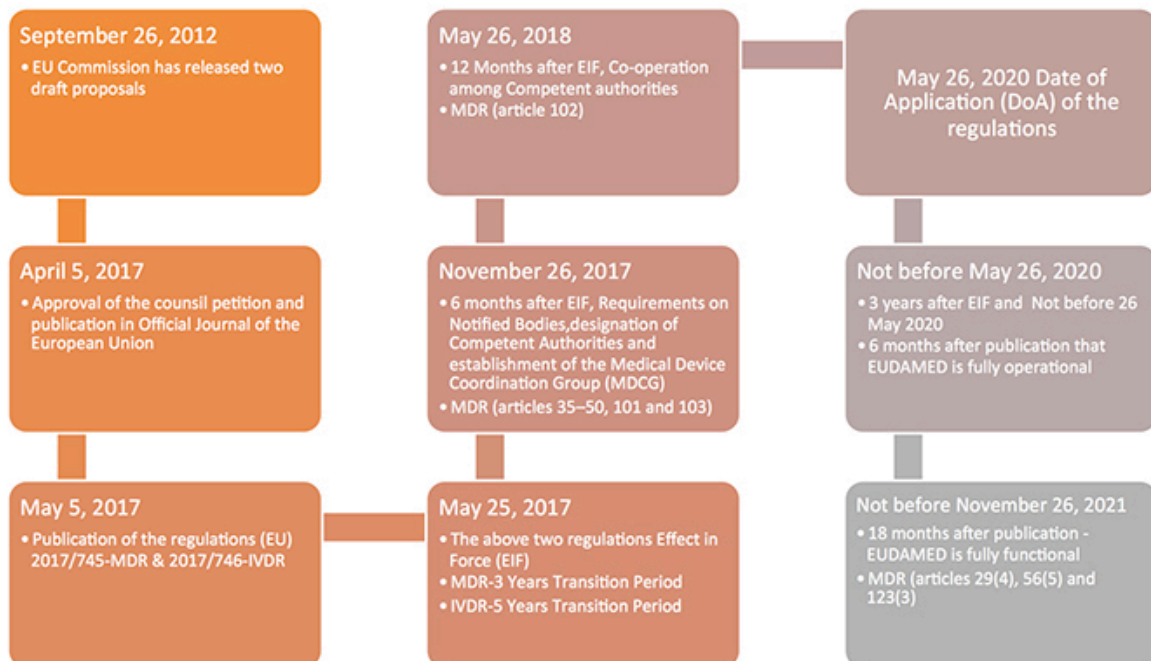 September 26, 2012
• EU Commission has released two
draft proposals
April 5, 2017
• Approval of the counsil petition and
publication in Official Journal of the
European Union
May 5, 2017
• Publication of the regulations (EU)
2017/745-MDR & 2017/746-IVDR
May 25, 2017
• The above two regulations Effect in
Force (EIF)
• MDR-3 Years Transition Period
• IVDR-5 Years Transition Period
November 26, 2017
• 6 months after EIF, Requirements on
Notified Bodies,designation of
Competent Authorities and
establishment of the Medical Device
Coordination Group (MDCG)
• MDR (articles 35–50, 101 and 103)
May 26, 2018
• 12 Months after EIF, Co-operation
among Competent authorities
• MDR (article 102)
May 26, 2020 Date of
Application (DoA) of the
regulations
Not before May 26, 2020
• 3 years after EIF and Not before 26
May 2020
• 6 months after publication that
EUDAMED is fully operational
Not before November 26, 2021
• 18 months after publication -
EUDAMED is fully functional
• MDR (articles 29(4), 56(5) and
123(3)